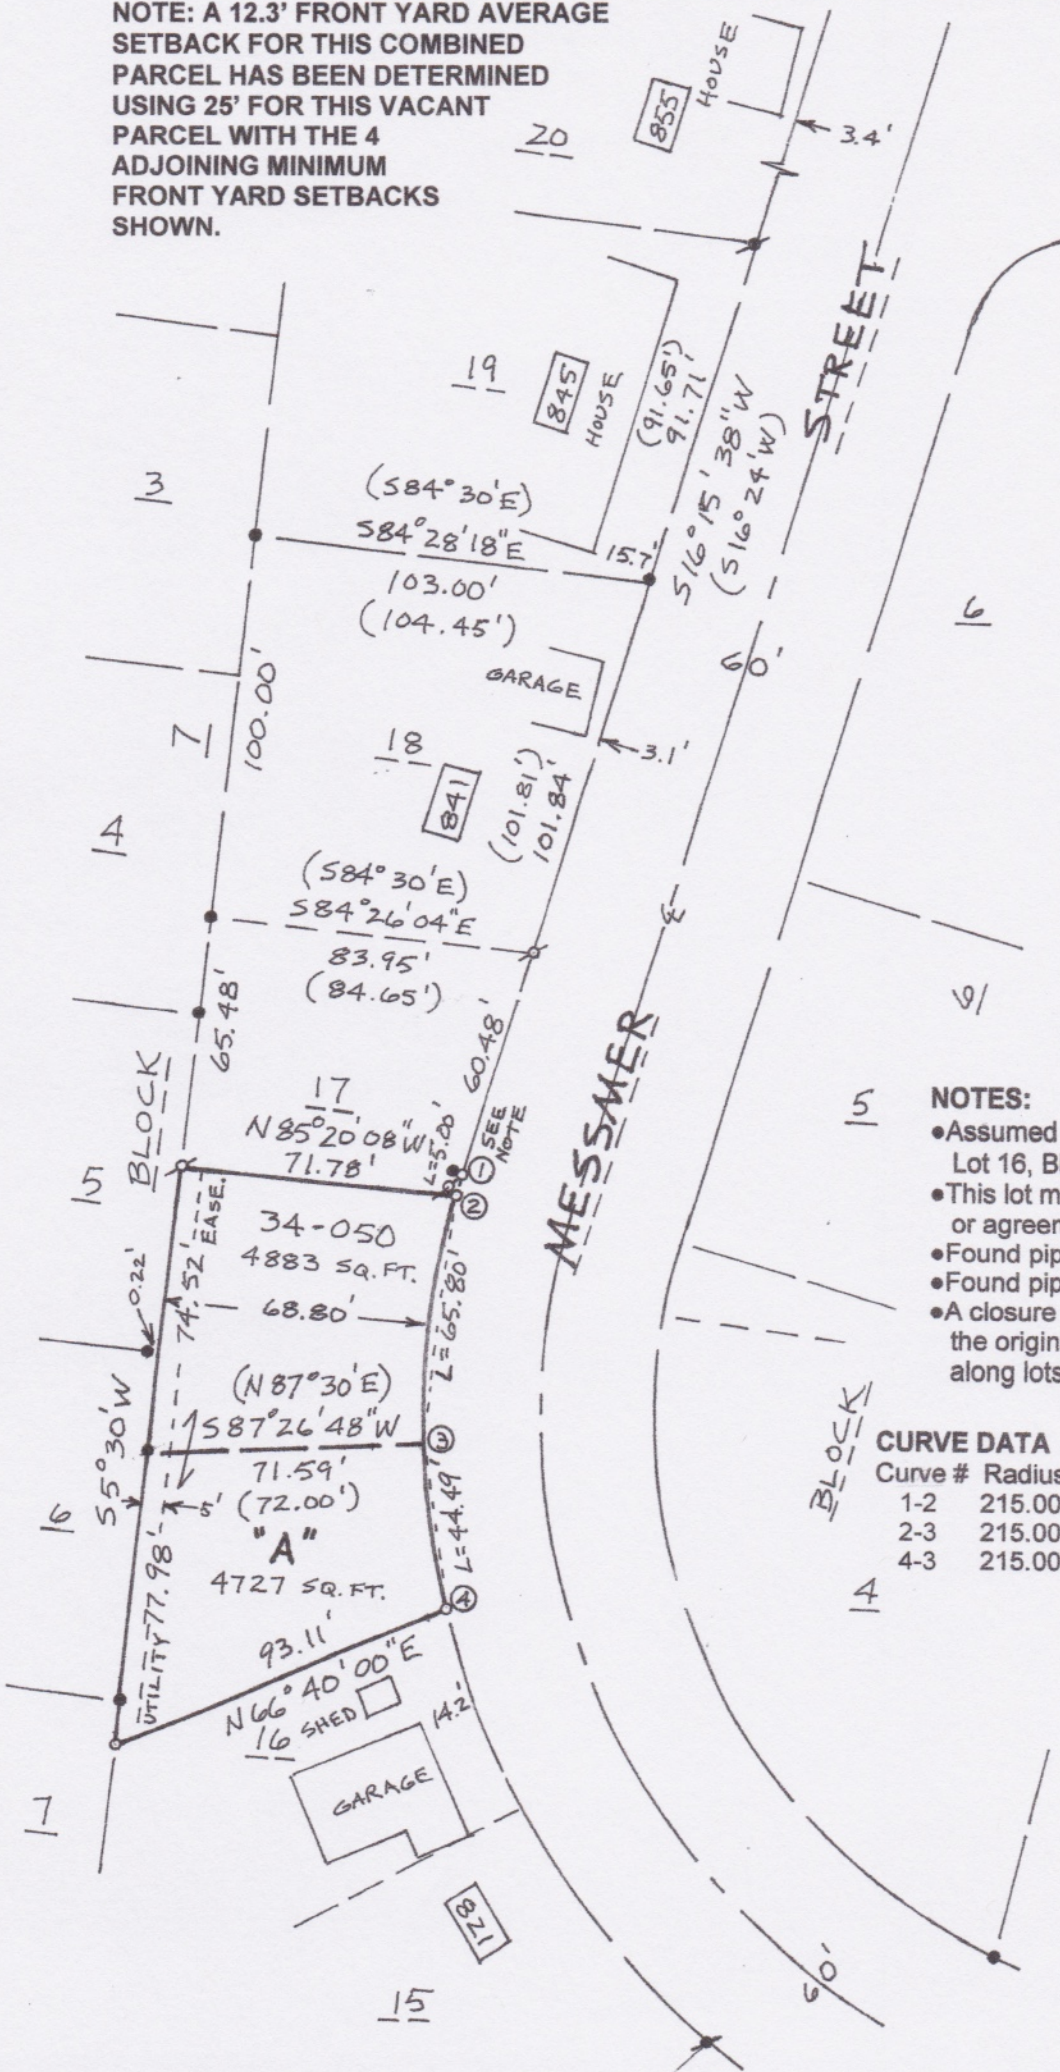 NOTE: A 12.3' FRONT YARD AVERAGE
SETBACK FOR THIS COMBINED
PARCEL HAS BEEN DETERMINED
USING 25' FOR THIS VACANT
PARCEL WITH THE 4
ADJOINING MINIMUM
FRONT YARD SETBACKS
SHOWN.
20
855
HOUSE
3.4'
STREET
19
845
HOUSE
(91.65')
91.71'
S16°15'38"W
(S16°24'W)
3
(S84°30'E)
S84°28'18"E
15.7'
103.00'
(104.45')
6
60'
GARAGE
7
100.00'
18
841
3.1'
(101.81')
101.84'
4
(S84°30'E)
S84°26'04"E
83.95'
(84.65')
65.48'
60.48'
6
MESSMER
BLOCK
17
N85°20'08"W
71.78'
L=5.00'
1
SEE
NOTE
2
5
5
NOTES:
•Assumed
Lot 16, B
•This lot m
or agreer
•Found pip
•Found pip
•A closure
the origin
along lots
34-050
4883 SQ.FT.
EASE.
74.52'
0.22'
68.80'
L=65.80'
(N87°30'E)
S87°26'48"W
3
71.59'
(72.00')
S5°30'W
5'
6
"A"
4727 SQ.FT.
L=44.49'
4
UTILITY
77.98'
93.11'
N66°40'00"E
BLOCK
CURVE DATA
Curve # Radius
1-2 215.00
2-3 215.00
4-3 215.00
4
16
SHED
14.2'
GARAGE
7
821
15
60'